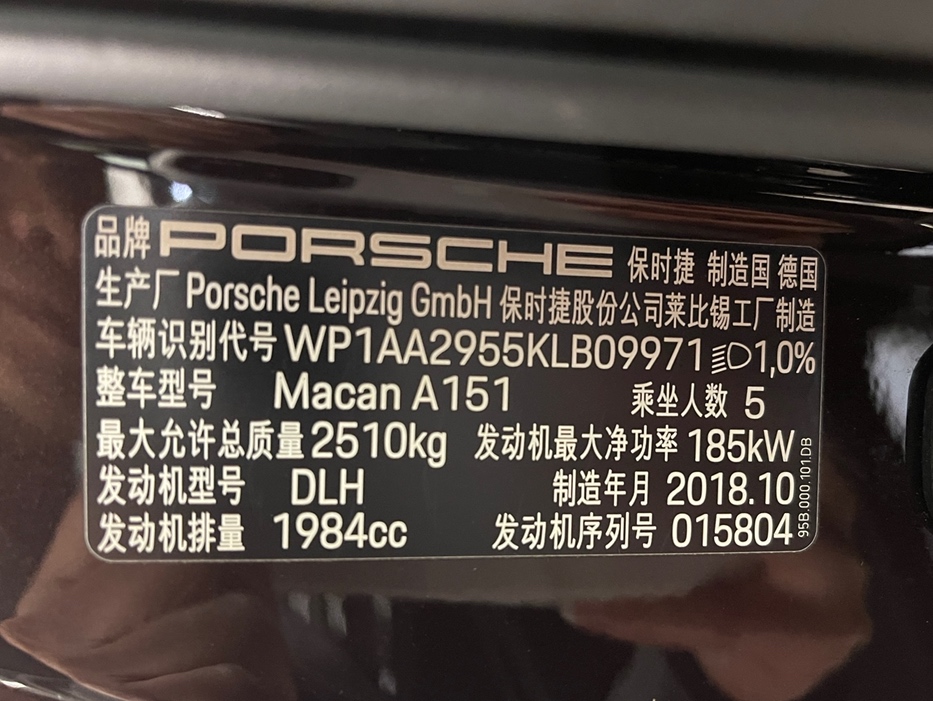 品牌 PORSCHE 保时捷 制造国 德国
生产厂 Porsche Leipzig GmbH 保时捷股份公司莱比锡工厂制造
车辆识别代号 WP1AA2955KLB09971 1,0%
整车型号 Macan A151 乘坐人数 5
最大允许总质量 2510kg 发动机最大净功率 185kW
发动机型号 DLH 制造年月 2018.10
发动机排量 1984cc 发动机序列号 015804
95B.000.101.DB